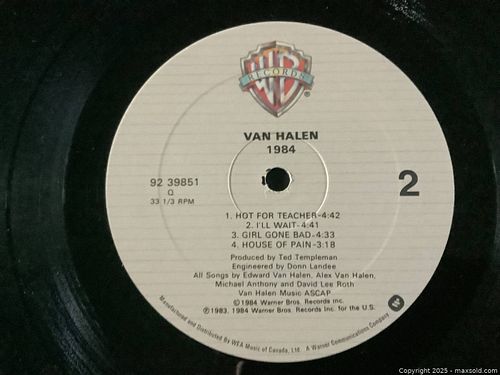 WB
RECORDS
®
VAN HALEN
1984
92 39851
Q
33 1/3 RPM
2
1. HOT FOR TEACHER-4:42
2. I'LL WAIT-4:41
3. GIRL GONE BAD-4:33
4. HOUSE OF PAIN-3:18
Produced by Ted Templeman
Engineered by Donn Landee
All Songs by Edward Van Halen, Alex Van Halen,
Michael Anthony and David Lee Roth
Van Halen Music ASCAP
©1984 Warner Bros. Records Inc.
℗1983, 1984 Warner Bros. Records Inc. for the U.S.
Manufactured and Distributed By WEA Music of Canada, Ltd. A Warner Communications Company
Copyright 2025 - maxsold.com